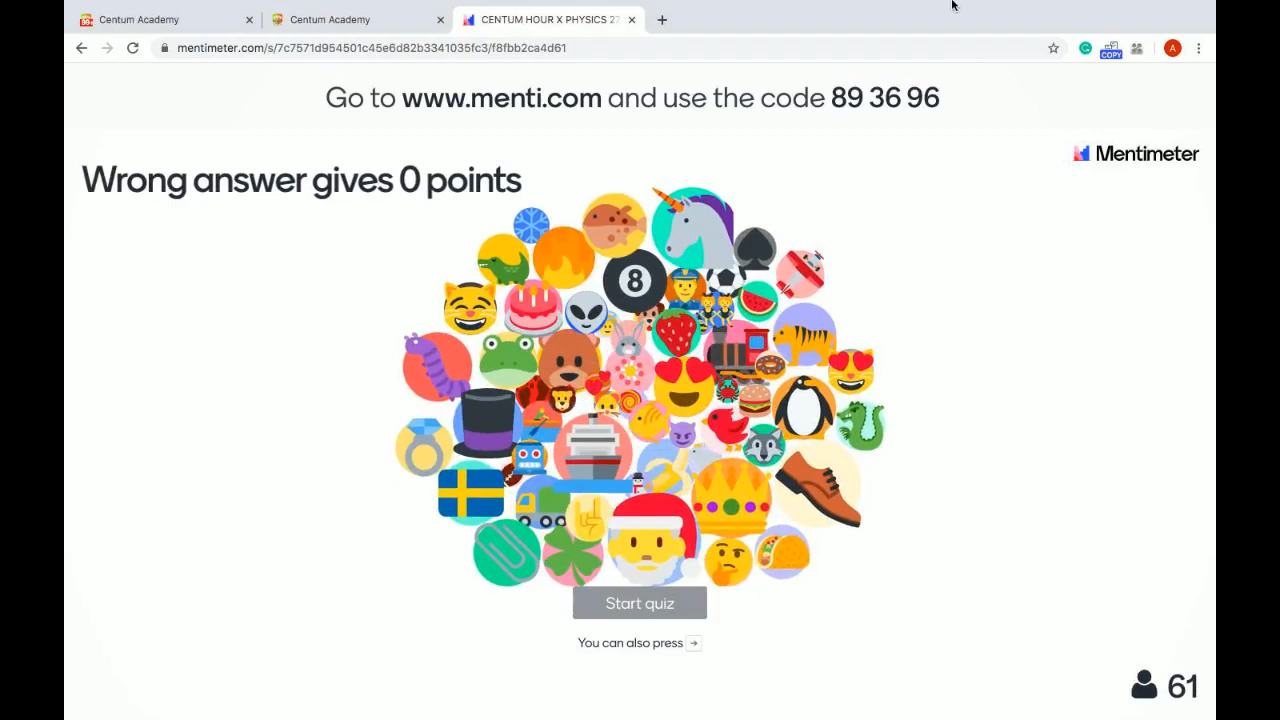 Centum Academy
Centum Academy
CENTUM HOUR X PHYSICS 27
mentimeter.com/s/7c7571d954501c45e6d82b3341035fc3/f8fbb2ca4d61
COPY
A
Go to www.menti.com and use the code 89 36 96
Mentimeter
Wrong answer gives 0 points
8
Start quiz
You can also press →
61